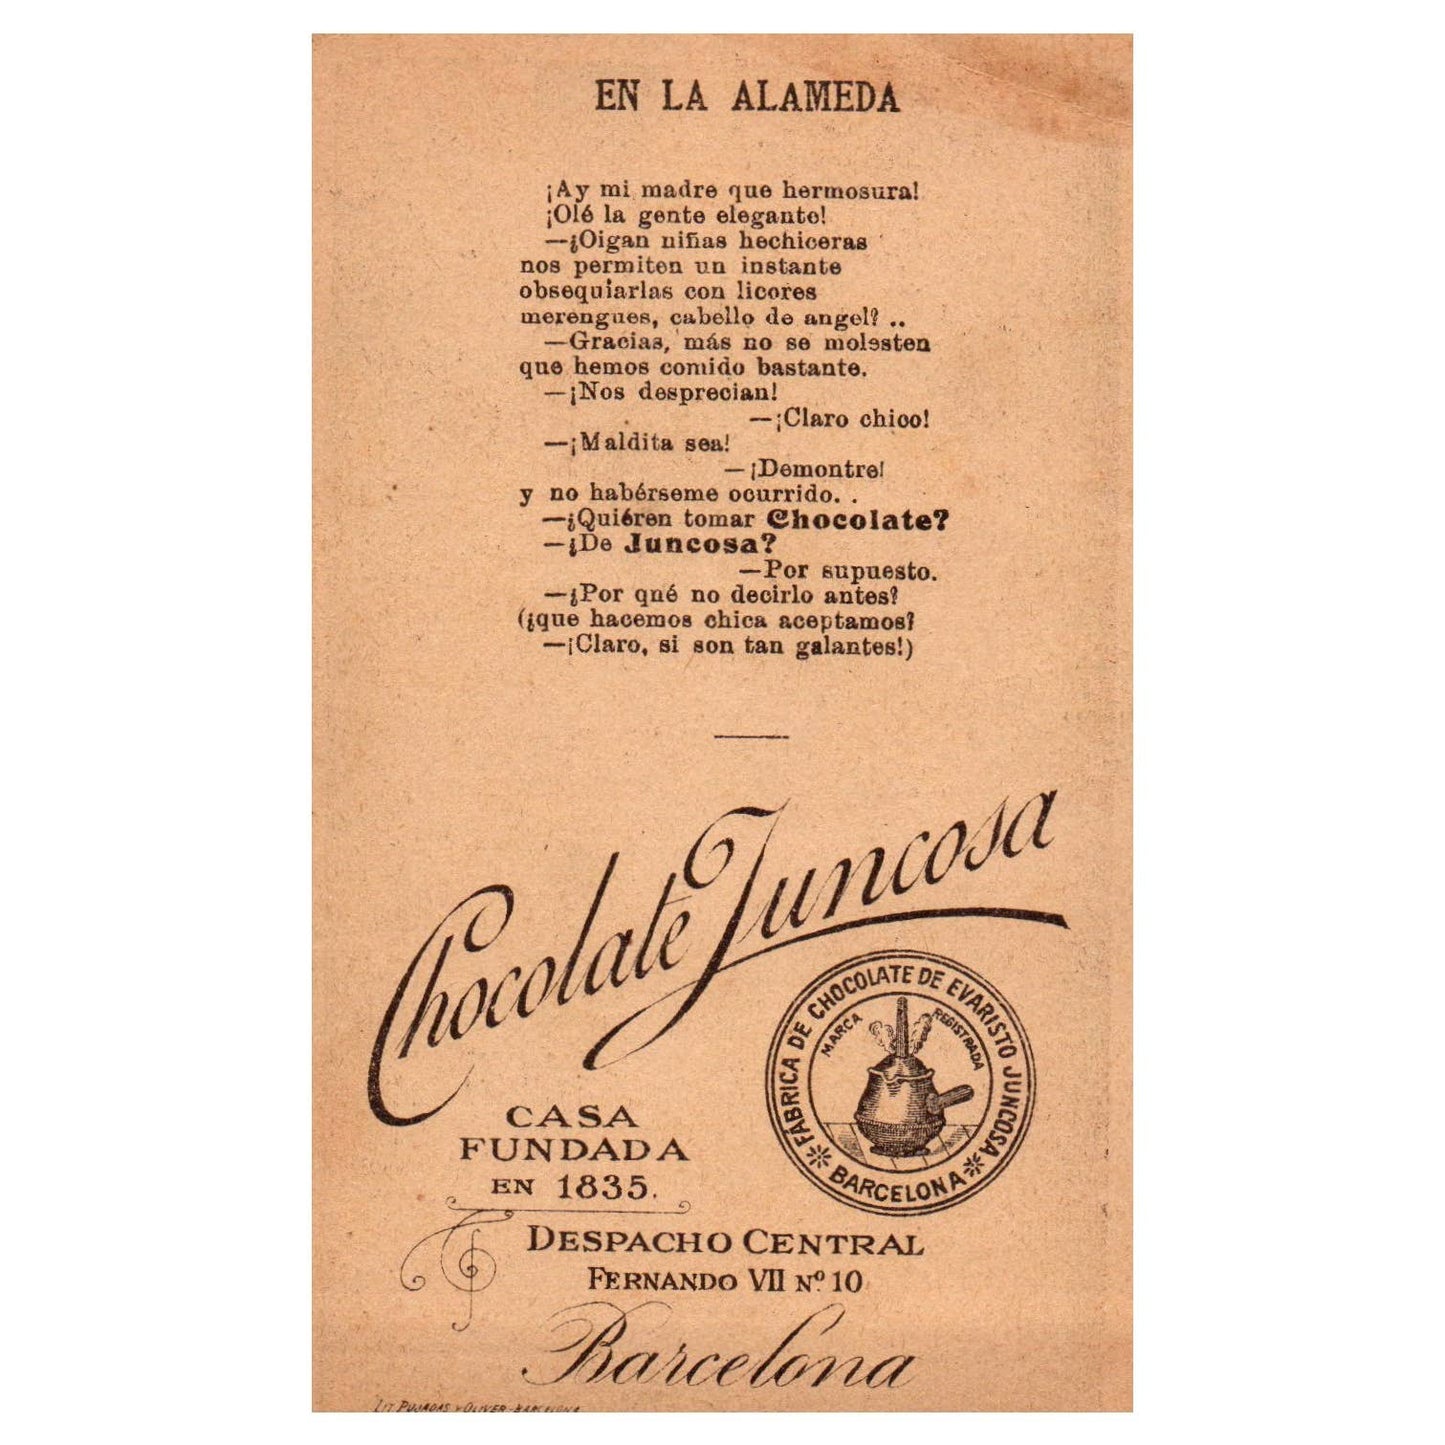 EN LA ALAMEDA
¡Ay mi madre que hermosura!
¡Olé la gente elegante!
—¿Oigan niñas hechiceras
nos permiten un instante
obsequiarlas con licores
merengues, cabello de angel? ..
—Gracias, más no se molesten
que hemos comido bastante.
—¡Nos desprecian!
—¡Claro chico!
—¡Maldita sea!
—¡Demontre!
y no habérseme ocurrido. .
—¿Quiéren tomar Chocolate?
—¿De Juncosa?
—Por supuesto.
—¿Por qué no decirlo antes?
(¿que hacemos chica aceptamos?
—¡Claro, si son tan galantes!)
Chocolate Juncosa
FÁBRICA DE CHOCOLATE DE EVARISTO JUNCOSA
MARCA REGISTRADA
BARCELONA
CASA
FUNDADA
EN 1835.
DESPACHO CENTRAL
FERNANDO VII Nº 10
Barcelona
LIT PUJADAS Y OLIVER-BARCELONA